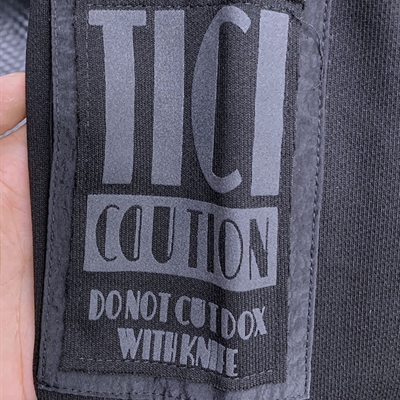 TICI
COUTION
DO NOT CUT DOX
WITH KNIFE